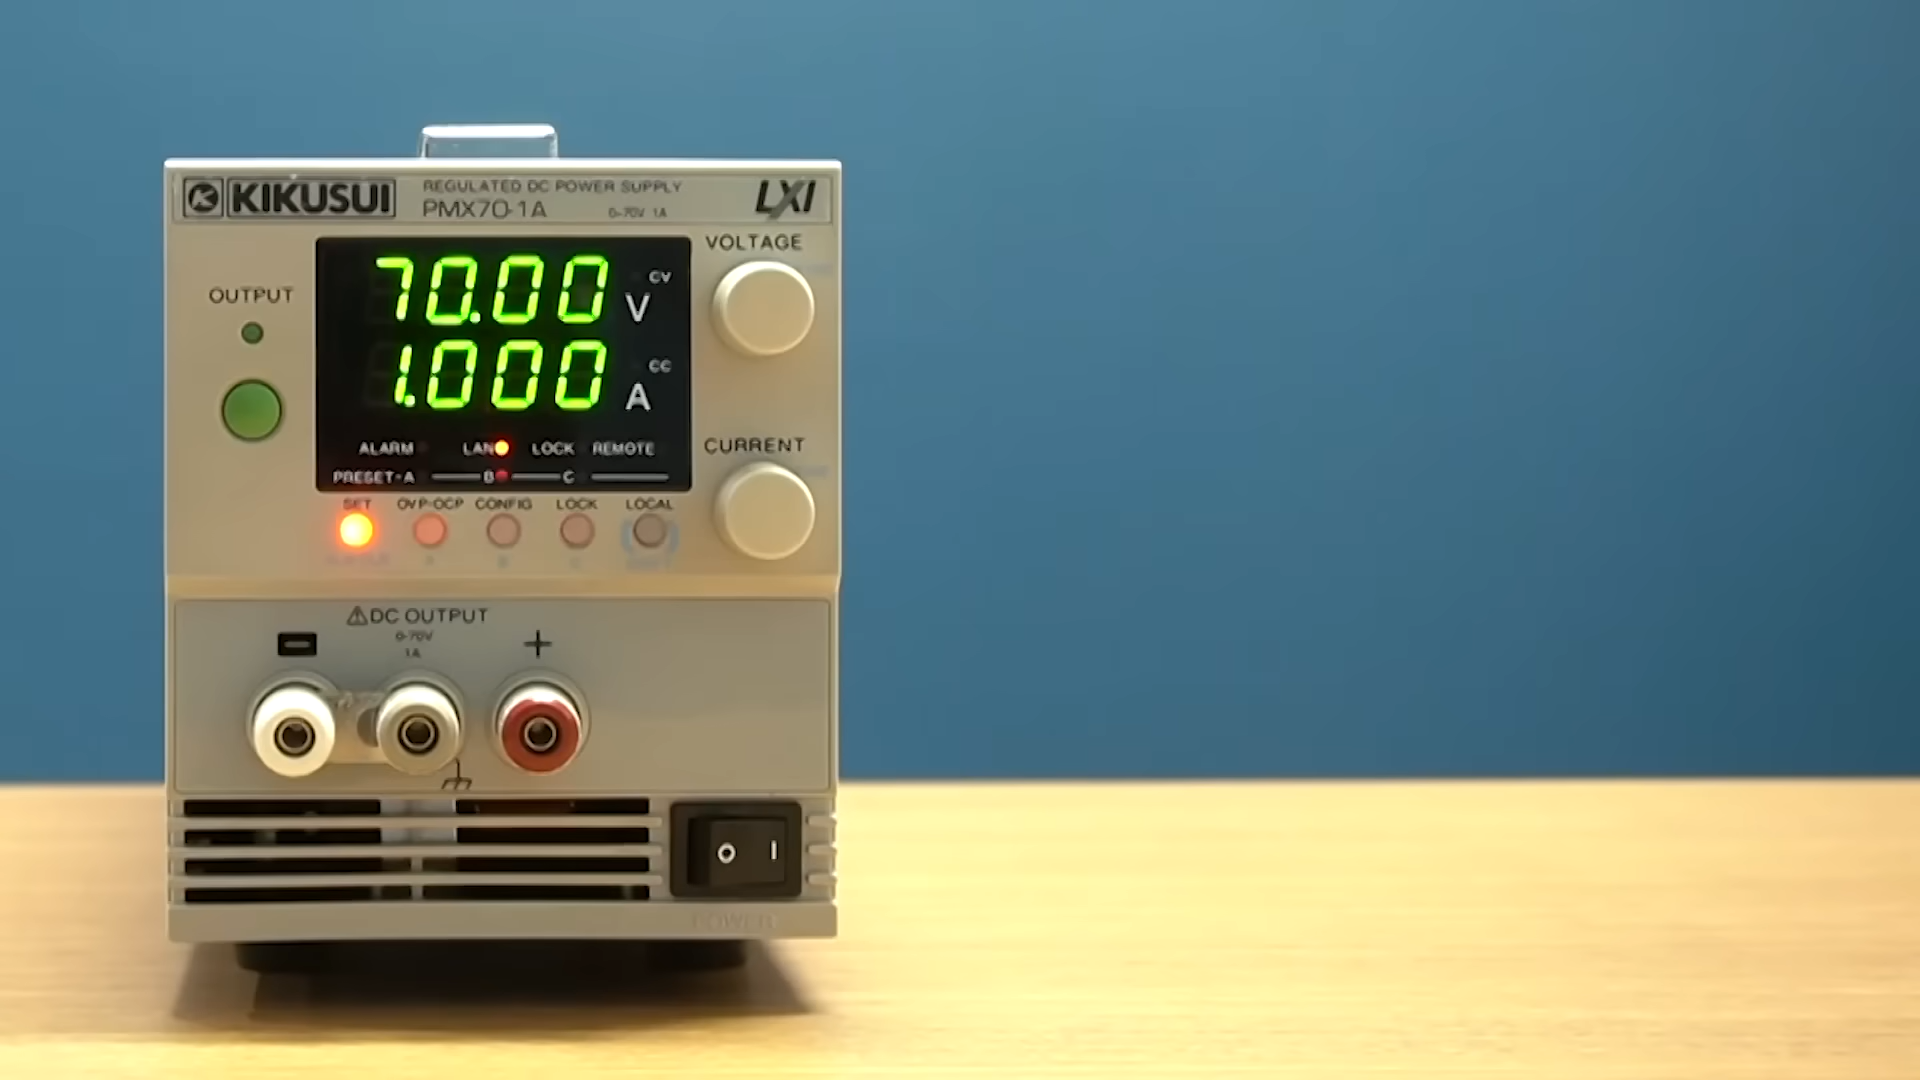 KIKUSUI
REGULATED DC POWER SUPPLY
PMX70-1A 0-70V 1A
LXI
VOLTAGE
OUTPUT
70.00 V CV
1.000 A CC
CURRENT
ALARM LAN LOCK REMOTE
PRESET-A B C
SET OVP·OCP CONFIG LOCK LOCAL
DC OUTPUT
0-70V
1A
- +
O I
POWER